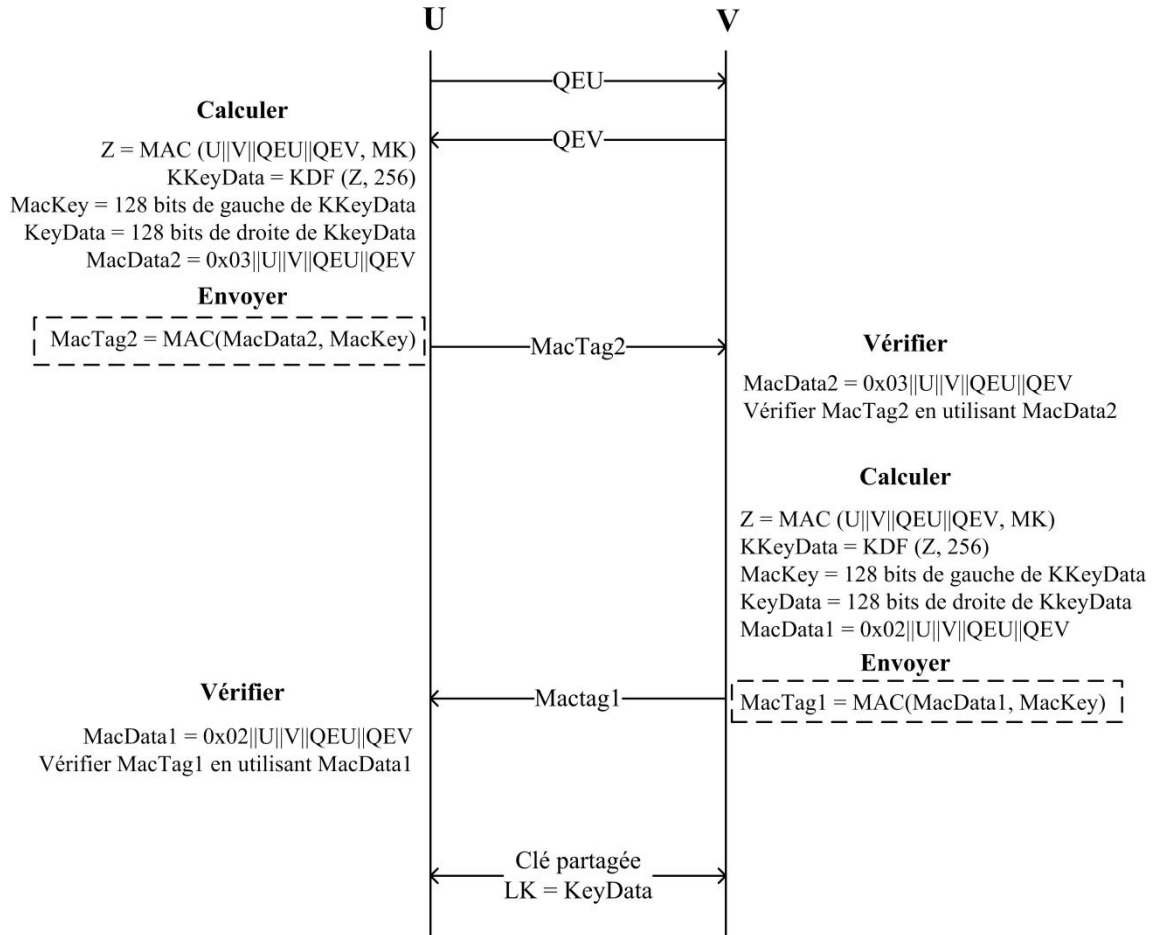 U
V
QEU
Calculer
QEV
Z = MAC (U||V||QEU||QEV, MK)
KKeyData = KDF (Z, 256)
MacKey = 128 bits de gauche de KKeyData
KeyData = 128 bits de droite de KkeyData
MacData2 = 0x03||U||V||QEU||QEV
Envoyer
MacTag2 = MAC(MacData2, MacKey)
MacTag2
Vérifier
MacData2 = 0x03||U||V||QEU||QEV
Vérifier MacTag2 en utilisant MacData2
Calculer
Z = MAC (U||V||QEU||QEV, MK)
KKeyData = KDF (Z, 256)
MacKey = 128 bits de gauche de KKeyData
KeyData = 128 bits de droite de KkeyData
MacData1 = 0x02||U||V||QEU||QEV
Envoyer
MacTag1 = MAC(MacData1, MacKey)
Mactag1
Vérifier
MacData1 = 0x02||U||V||QEU||QEV
Vérifier MacTag1 en utilisant MacData1
Clé partagée
LK = KeyData